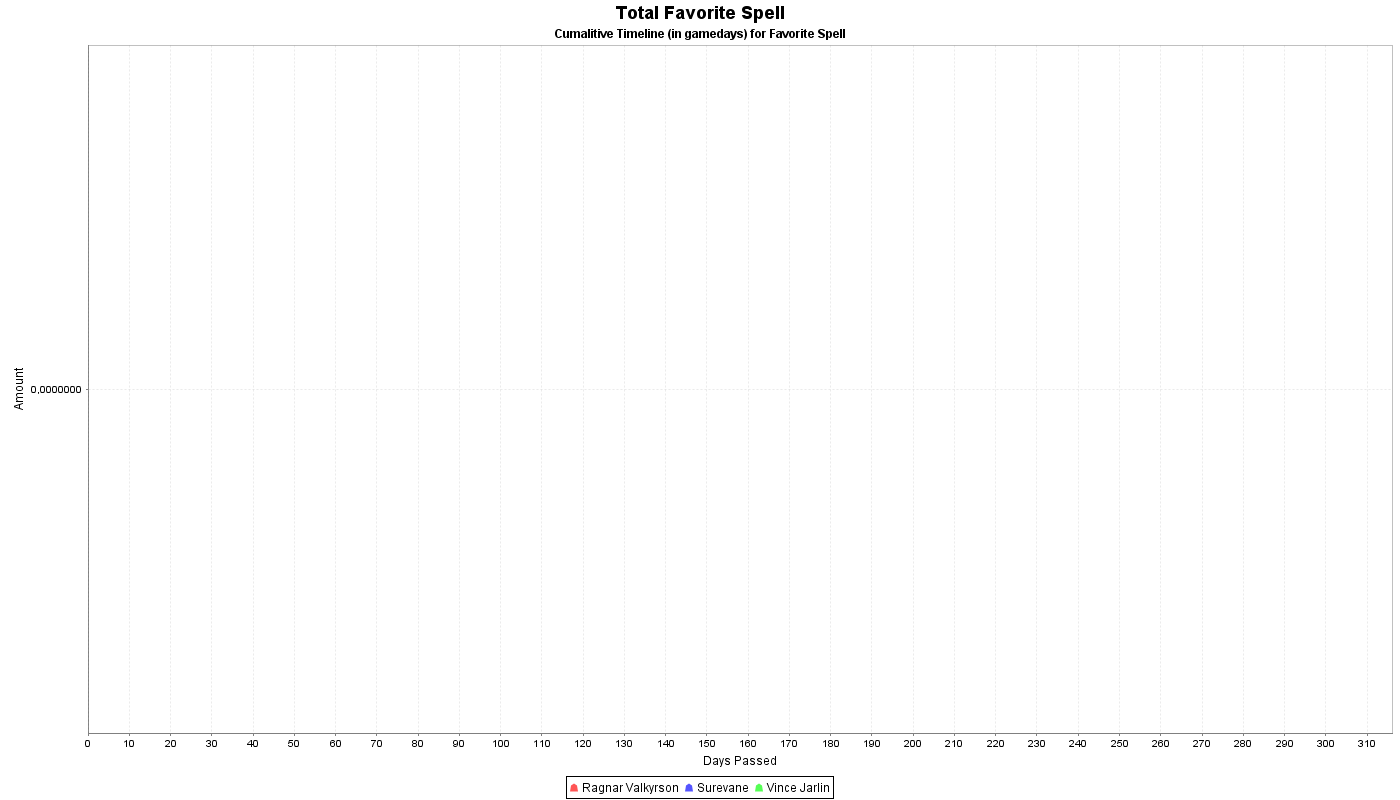 Total Favorite Spell
Cumalitive Timeline (in gamedays) for Favorite Spell
Amount
0,0000000
0 10 20 30 40 50 60 70 80 90 100 110 120 130 140 150 160 170 180 190 200 210 220 230 240 250 260 270 280 290 300 310
Days Passed
Ragnar Valkyrson Surevane Vince Jarlin